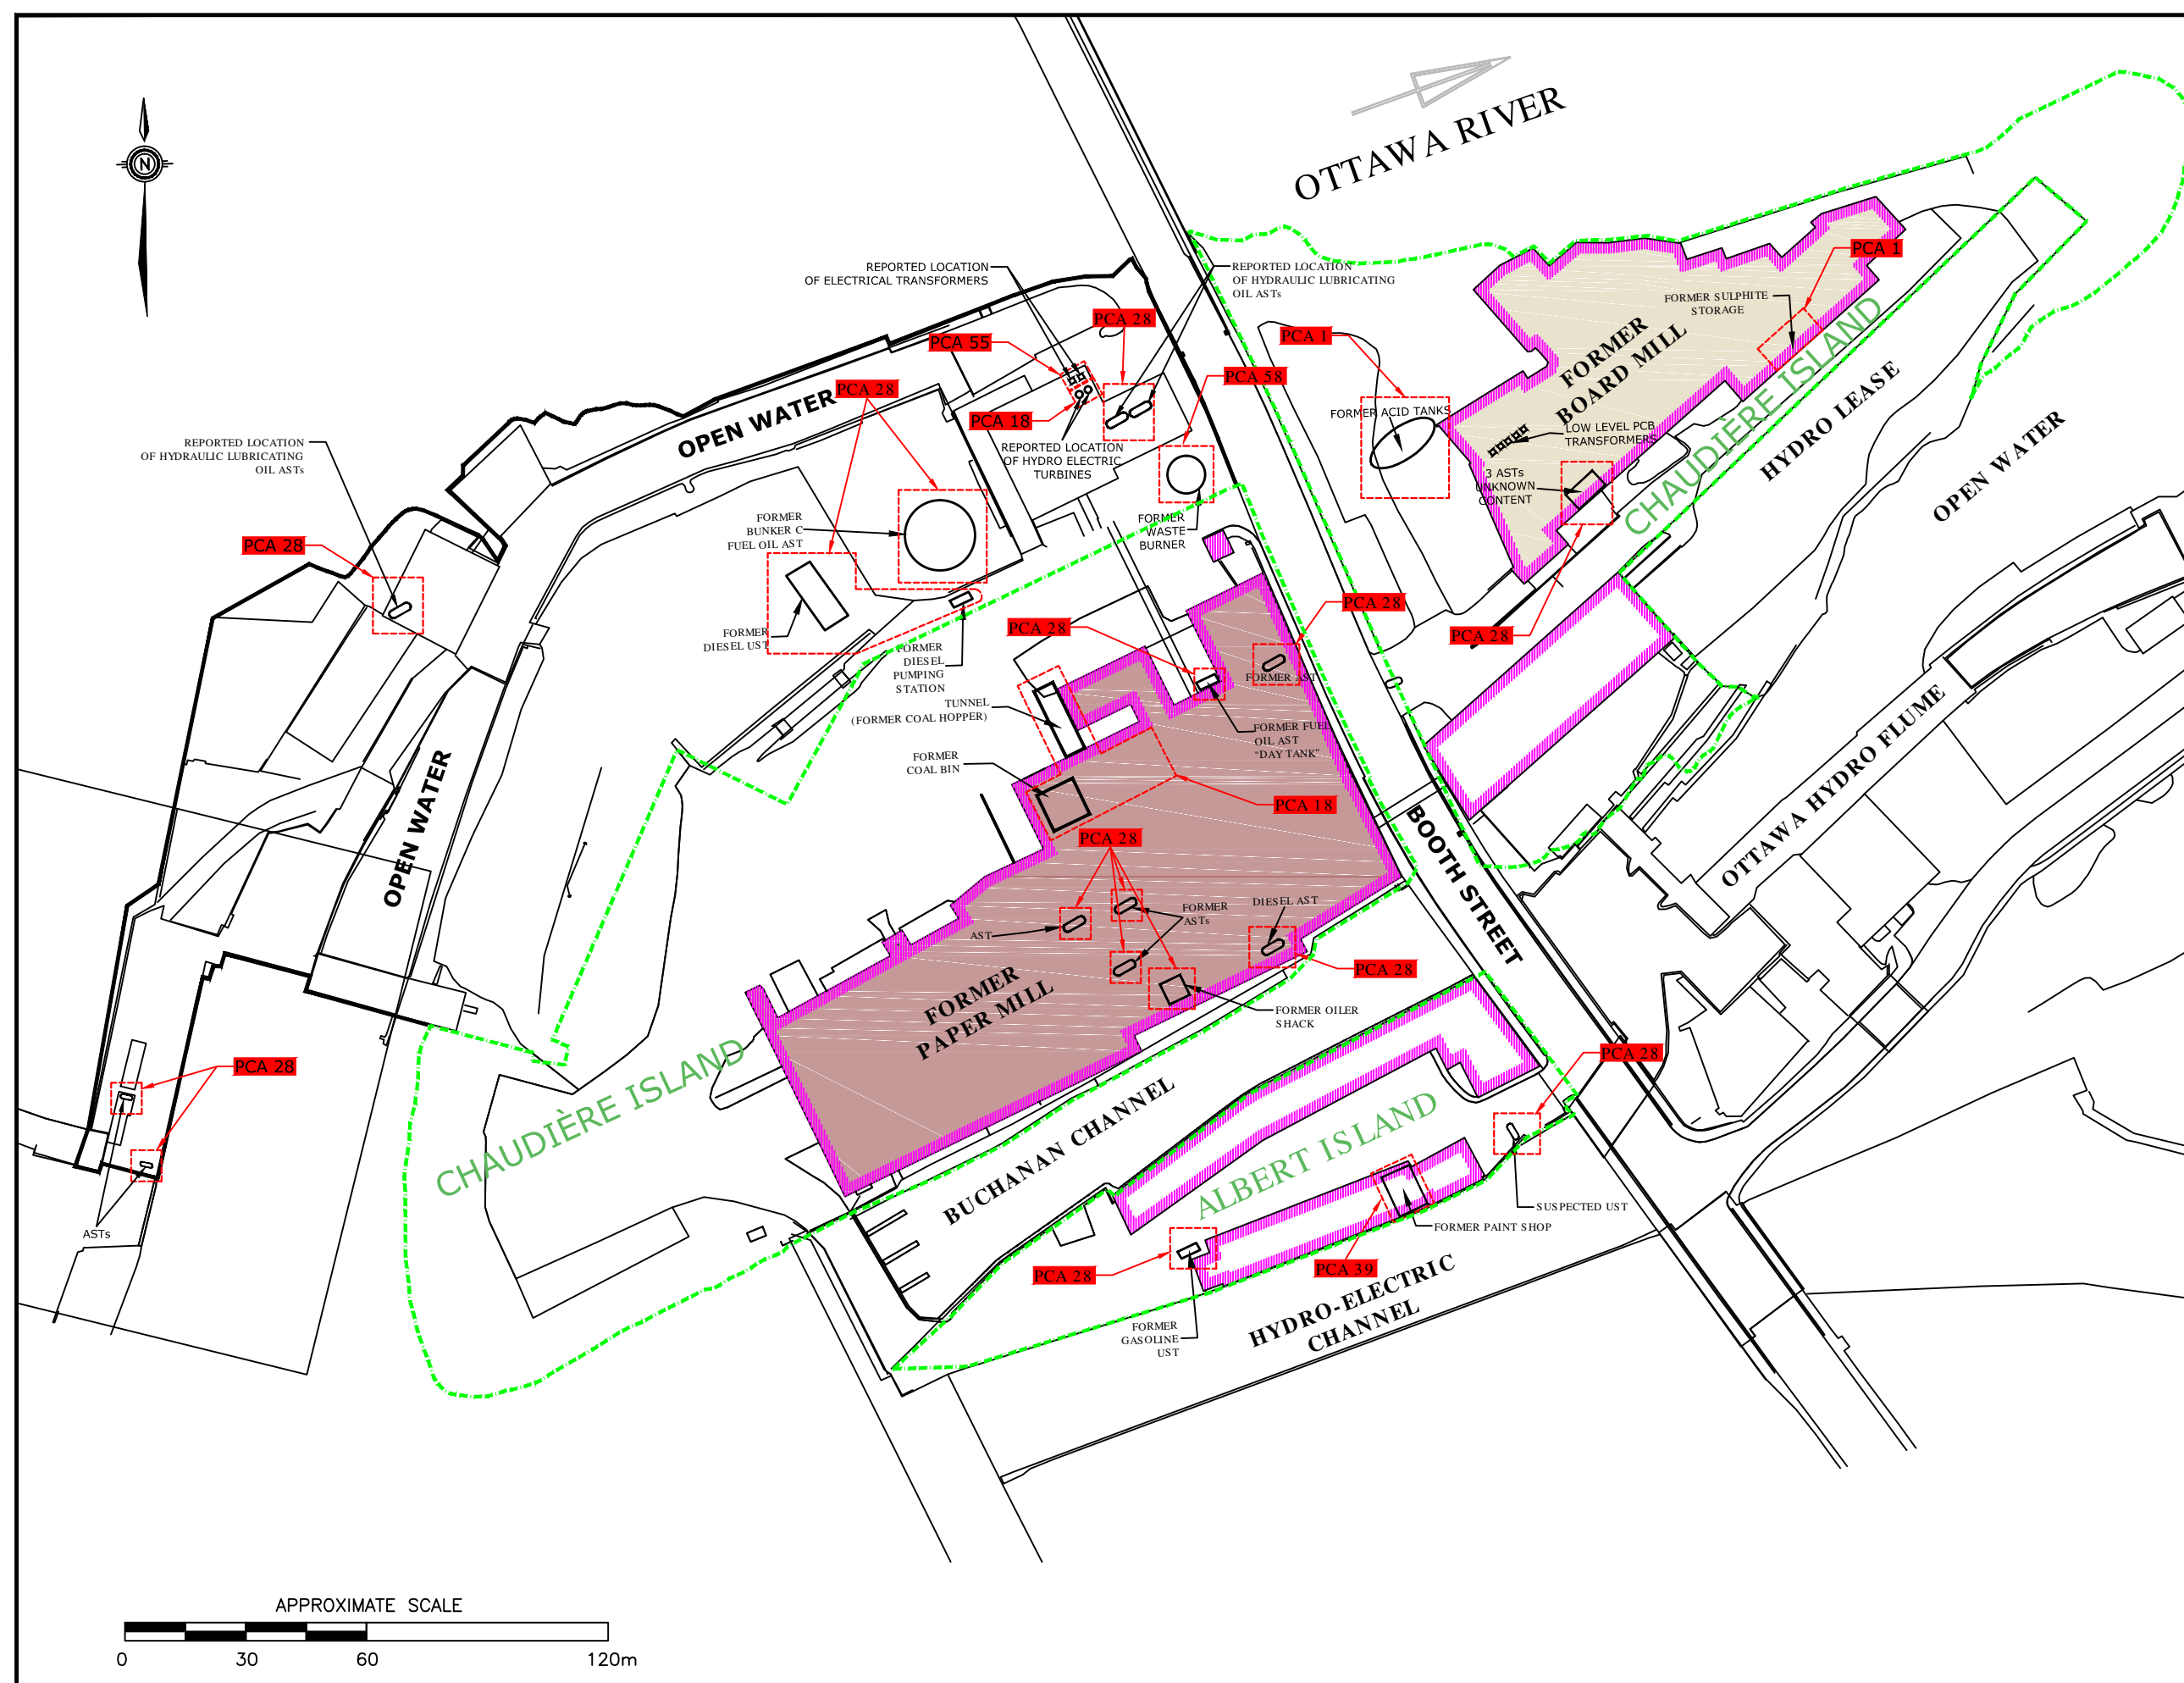 N
OTTAWA RIVER
REPORTED LOCATION
OF ELECTRICAL TRANSFORMERS
REPORTED LOCATION
OF HYDRAULIC LUBRICATING
OIL ASTs
PCA 1
FORMER SULPHITE
STORAGE
PCA 28
PCA 55
PCA 1
PCA 58
PCA 28
PCA 18
FORMER
BOARD MILL
CHAUDIÈRE ISLAND
HYDRO LEASE
OPEN WATER
OPEN WATER
FORMER ACID TANKS
LOW LEVEL PCB
TRANSFORMERS
3 ASTs
UNKNOWN
CONTENT
REPORTED LOCATION
OF HYDRAULIC LUBRICATING
OIL ASTs
REPORTED LOCATION
OF HYDRO ELECTRIC
TURBINES
FORMER
BUNKER C
FUEL OIL AST
FORMER
WASTE
BURNER
PCA 28
PCA 28
PCA 28
PCA 28
FORMER
DIESEL UST
FORMER
DIESEL
PUMPING
STATION
FORMER AST
TUNNEL
(FORMER COAL HOPPER)
FORMER FUEL
OIL AST
"DAY TANK"
FORMER
COAL BIN
OTTAWA HYDRO FLUME
OPEN WATER
PCA 18
BOOTH STREET
PCA 28
FORMER
ASTs
DIESEL AST
AST
PCA 28
FORMER
PAPER MILL
FORMER OILER
SHACK
PCA 28
PCA 28
CHAUDIÈRE ISLAND
BUCHANAN CHANNEL
ALBERT ISLAND
SUSPECTED UST
FORMER PAINT SHOP
ASTs
PCA 28
PCA 39
HYDRO-ELECTRIC
CHANNEL
FORMER
GASOLINE
UST
APPROXIMATE SCALE
0 30 60 120m